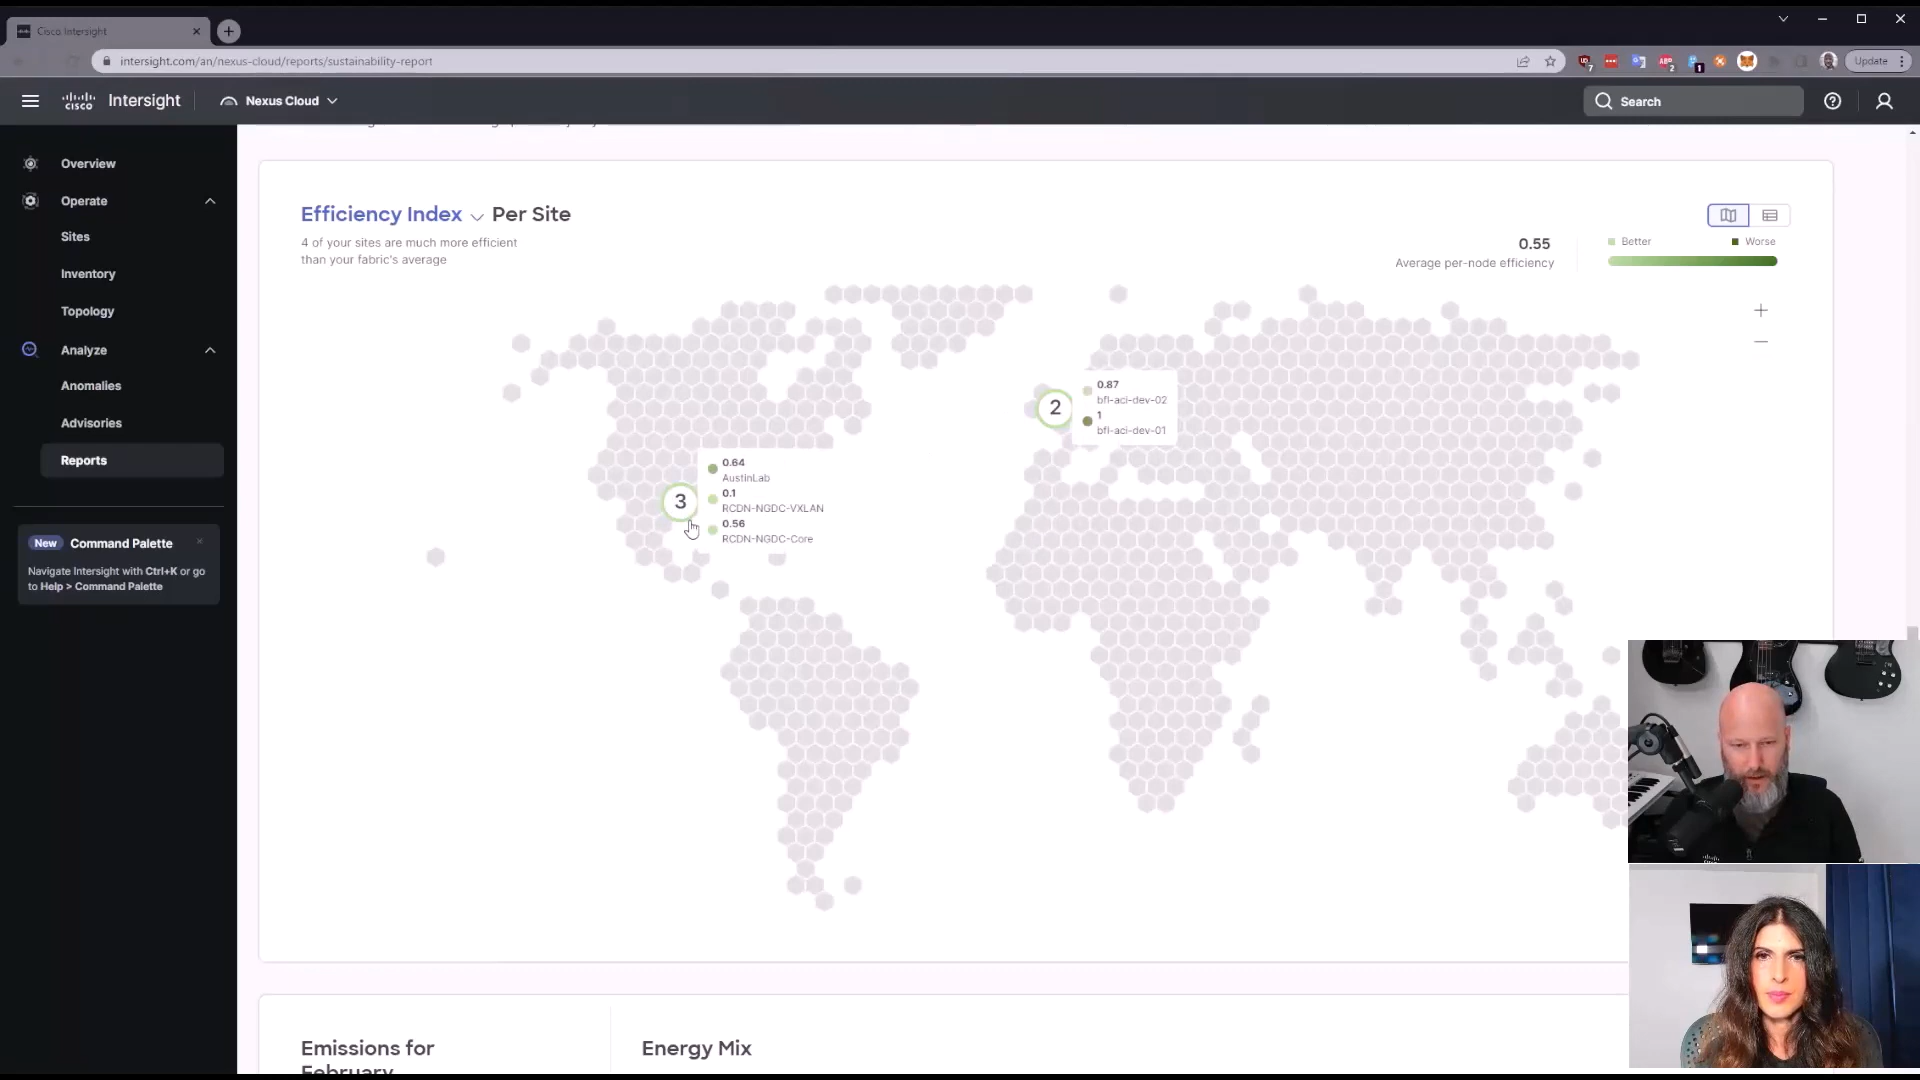 Cisco Intersight
intersight.com/an/nexus-cloud/reports/sustainability-report
Update
cisco Intersight
Nexus Cloud
Search
Overview
Operate
Sites
Inventory
Topology
Analyze
Anomalies
Advisories
Reports
New Command Palette
Navigate Intersight with Ctrl+K or go
to Help > Command Palette
Efficiency Index Per Site
4 of your sites are much more efficient
than your fabric's average
0.55
Average per-node efficiency
Better
Worse
2
0.87
bfl-aci-dev-02
1
bfl-aci-dev-01
3
0.64
AustinLab
0.1
RCDN-NGDC-VXLAN
0.56
RCDN-NGDC-Core
Emissions for
February
Energy Mix